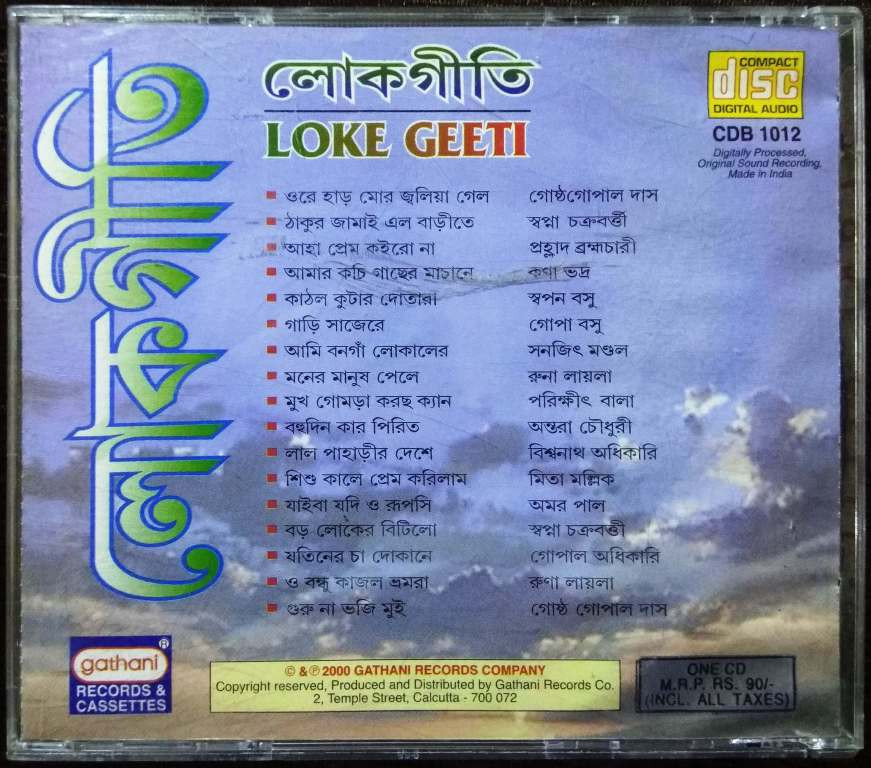 লোকগীতি
লোকগীতি
LOKE GEETI
COMPACT
disc
DIGITAL AUDIO
CDB 1012
Digitally Processed,
Original Sound Recording,
Made in India
ওরে হাড় মোর জ্বলিয়া গেল গোষ্ঠগোপাল দাস
ঠাকুর জামাই এল বাড়ীতে স্বপ্না চক্রবর্ত্তী
আহা প্রেম কইরো না প্রহ্লাদ ব্রহ্মচারী
আমার কচি গাছের মাচানে কণা ভদ্র
কাঠল কুটার দোতারা স্বপন বসু
গাড়ি সাজেরে গোপা বসু
আমি বনগাঁ লোকালের সনজিৎ মণ্ডল
মনের মানুষ পেলে রুনা লায়লা
মুখ গোমড়া করছ ক্যান পরিক্ষীৎ বালা
বহুদিন কার পিরিত অন্তরা চৌধুরী
লাল পাহাড়ীর দেশে বিশ্বনাথ অধিকারি
শিশু কালে প্রেম করিলাম মিতা মল্লিক
যাইবা যদি ও রূপসি অমর পাল
বড় লোকের বিটিলো স্বপ্না চক্রবর্ত্তী
যতিনের চা দোকানে গোপাল অধিকারি
ও বন্ধু কাজল ভ্রমরা রুণা লায়লা
গুরু না ভজি মুই গোষ্ঠ গোপাল দাস
gathani®
RECORDS &
CASSETTES
© & ℗ 2000 GATHANI RECORDS COMPANY
Copyright reserved, Produced and Distributed by Gathani Records Co.
2, Temple Street, Calcutta - 700 072
ONE CD
M.R.P. RS. 90/-
(INCL. ALL TAXES)